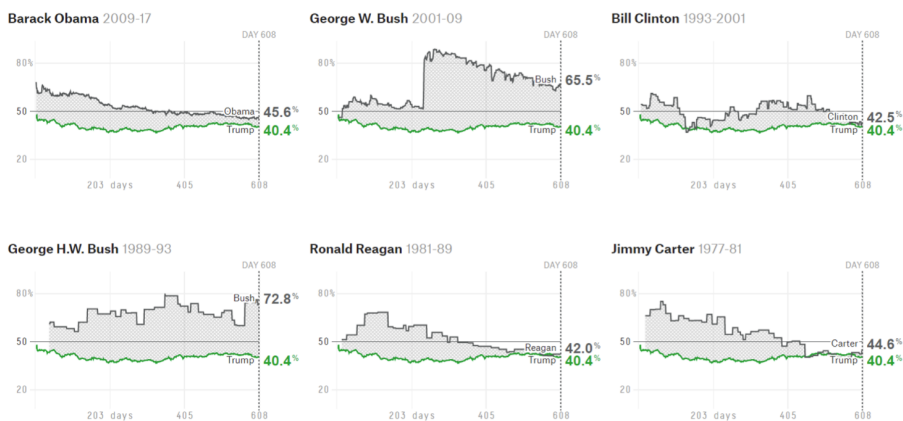 Barack Obama 2009-17
DAY 608
80%
50
20
Obama
45.6%
Trump
40.4%
203 days
405
608
George W. Bush 2001-09
DAY 608
80%
50
20
Bush
65.5%
Trump
40.4%
203 days
405
608
Bill Clinton 1993-2001
DAY 608
80%
50
20
Clinton
42.5%
Trump
40.4%
203 days
405
608
George H.W. Bush 1989-93
DAY 608
80%
50
20
Bush
72.8%
Trump
40.4%
203 days
405
608
Ronald Reagan 1981-89
DAY 608
80%
50
20
Reagan
42.0%
Trump
40.4%
203 days
405
608
Jimmy Carter 1977-81
DAY 608
80%
50
20
Carter
44.6%
Trump
40.4%
203 days
405
608